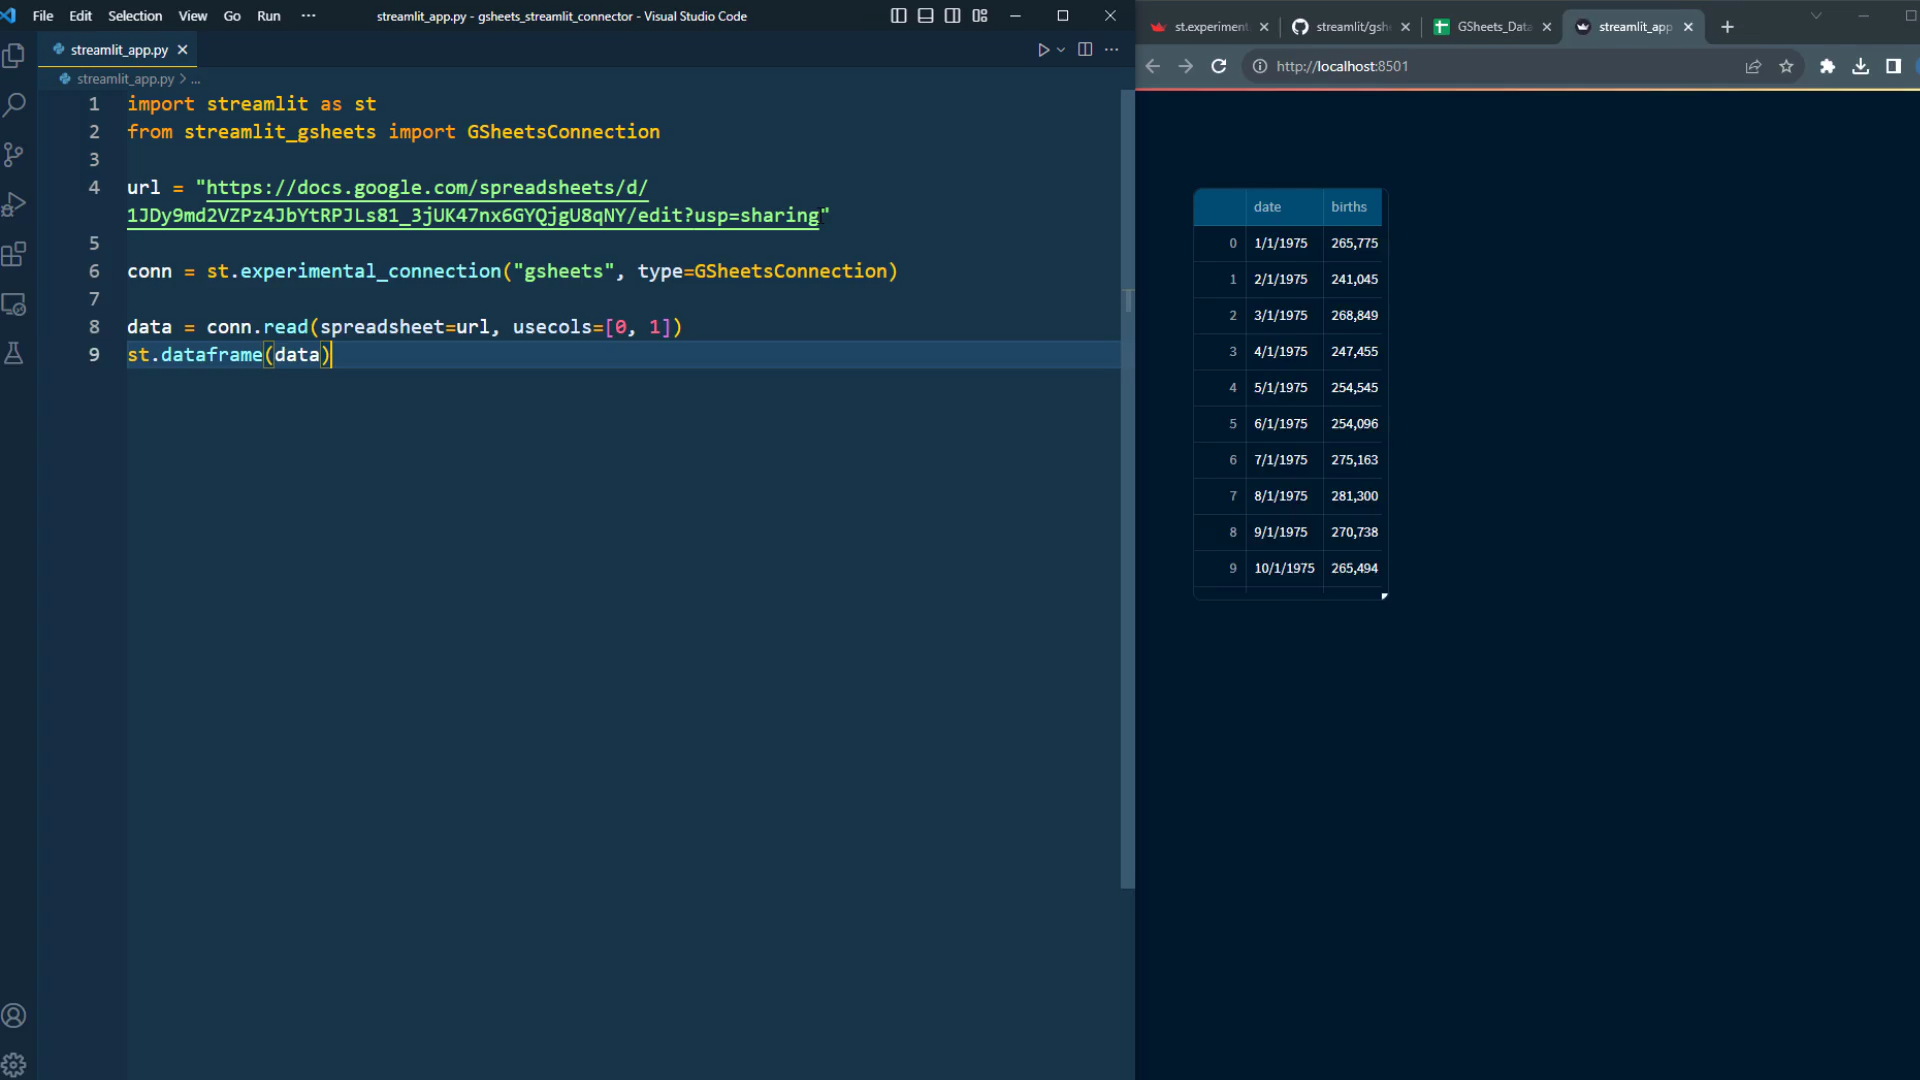 File Edit Selection View Go Run ··· streamlit_app.py - gsheets_streamlit_connector - Visual Studio Code
streamlit_app.py
streamlit_app.py > ...
1 import streamlit as st
2 from streamlit_gsheets import GSheetsConnection
3
4 url = "https://docs.google.com/spreadsheets/d/
1JDy9md2VZPz4JbYtRPJLs81_3jUK47nx6GYQjgU8qNY/edit?usp=sharing"
5
6 conn = st.experimental_connection("gsheets", type=GSheetsConnection)
7
8 data = conn.read(spreadsheet=url, usecols=[0, 1])
9 st.dataframe(data)
st.experiment streamlit/gsh GSheets_Data streamlit_app
http://localhost:8501
date births
0 1/1/1975 265,775
1 2/1/1975 241,045
2 3/1/1975 268,849
3 4/1/1975 247,455
4 5/1/1975 254,545
5 6/1/1975 254,096
6 7/1/1975 275,163
7 8/1/1975 281,300
8 9/1/1975 270,738
9 10/1/1975 265,494